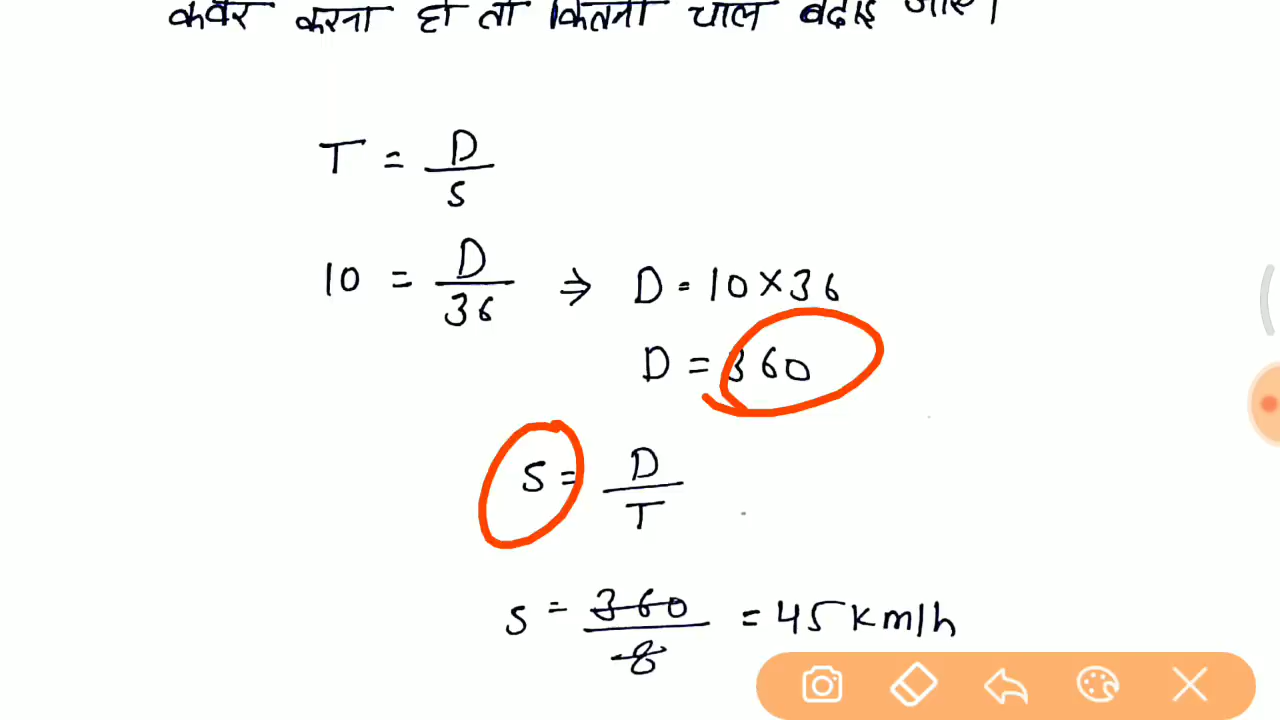 कवर करना हो तो कितनी चाल बढ़ाई जाए।
T = D/S
10 = D/36 ⇒ D = 10 × 36
D = 360
S = D/T
S = 360/8 = 45 km/h